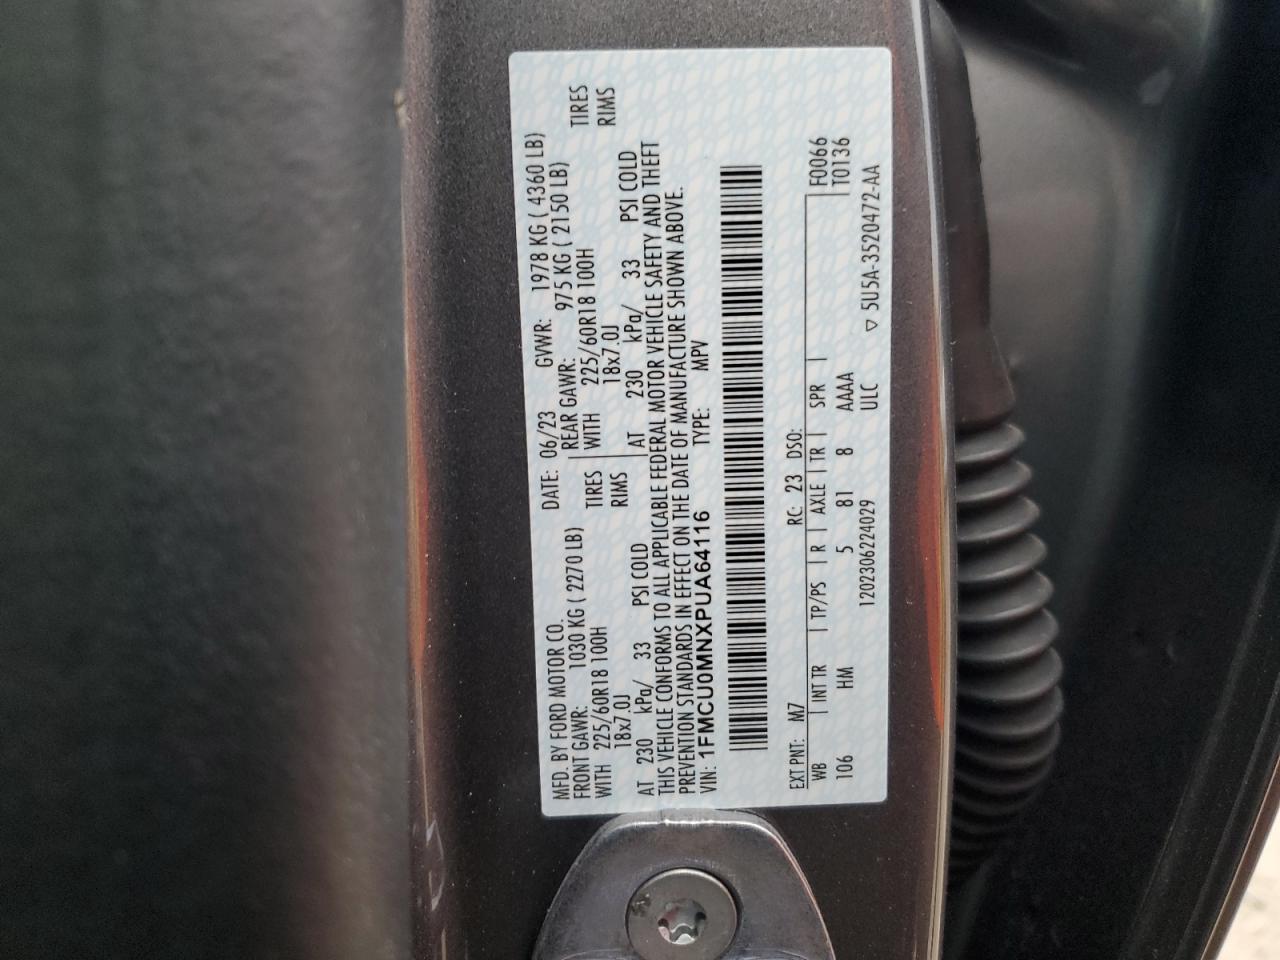 MFD. BY FORD MOTOR CO. DATE: 06/23 GVWR: 1978 KG ( 4360 LB)
FRONT GAWR: 1030 KG ( 2270 LB) REAR GAWR: 975 KG ( 2150 LB)
WITH 225/60R18 100H TIRES WITH 225/60R18 100H TIRES
18x7.0J RIMS 18x7.0J RIMS
AT 230 kPa/ 33 PSI COLD AT 230 kPa/ 33 PSI COLD
THIS VEHICLE CONFORMS TO ALL APPLICABLE FEDERAL MOTOR VEHICLE SAFETY AND THEFT
PREVENTION STANDARDS IN EFFECT ON THE DATE OF MANUFACTURE SHOWN ABOVE.
VIN: 1FMCU0MNXPUA64116 TYPE: MPV
EXT PNT: M7 RC: 23 DSO:
WB INT TR TP/PS R AXLE TR SPR F0066
106 HM 5 81 8 AAAA T0136
1202306224029 ULC ▽ 5U5A-3520472-AA